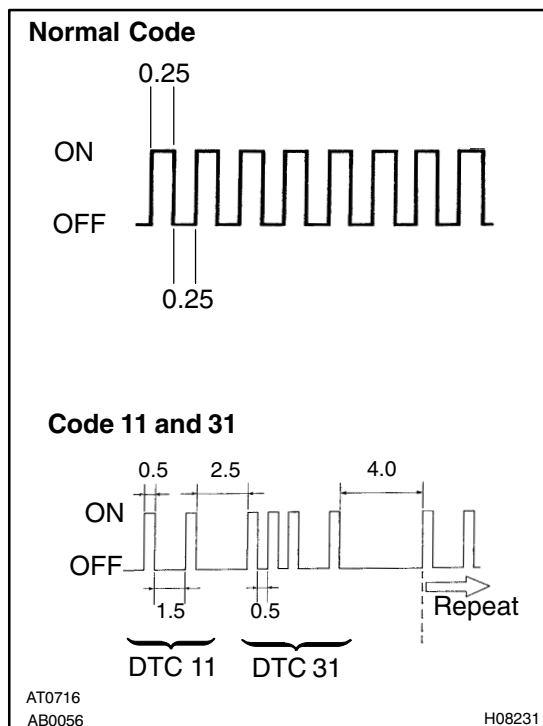 Normal Code
0.25
ON
OFF
0.25
Code 11 and 31
0.5 2.5 4.0
ON
OFF
1.5 0.5
Repeat
DTC 11 DTC 31
AT0716
AB0056 H08231